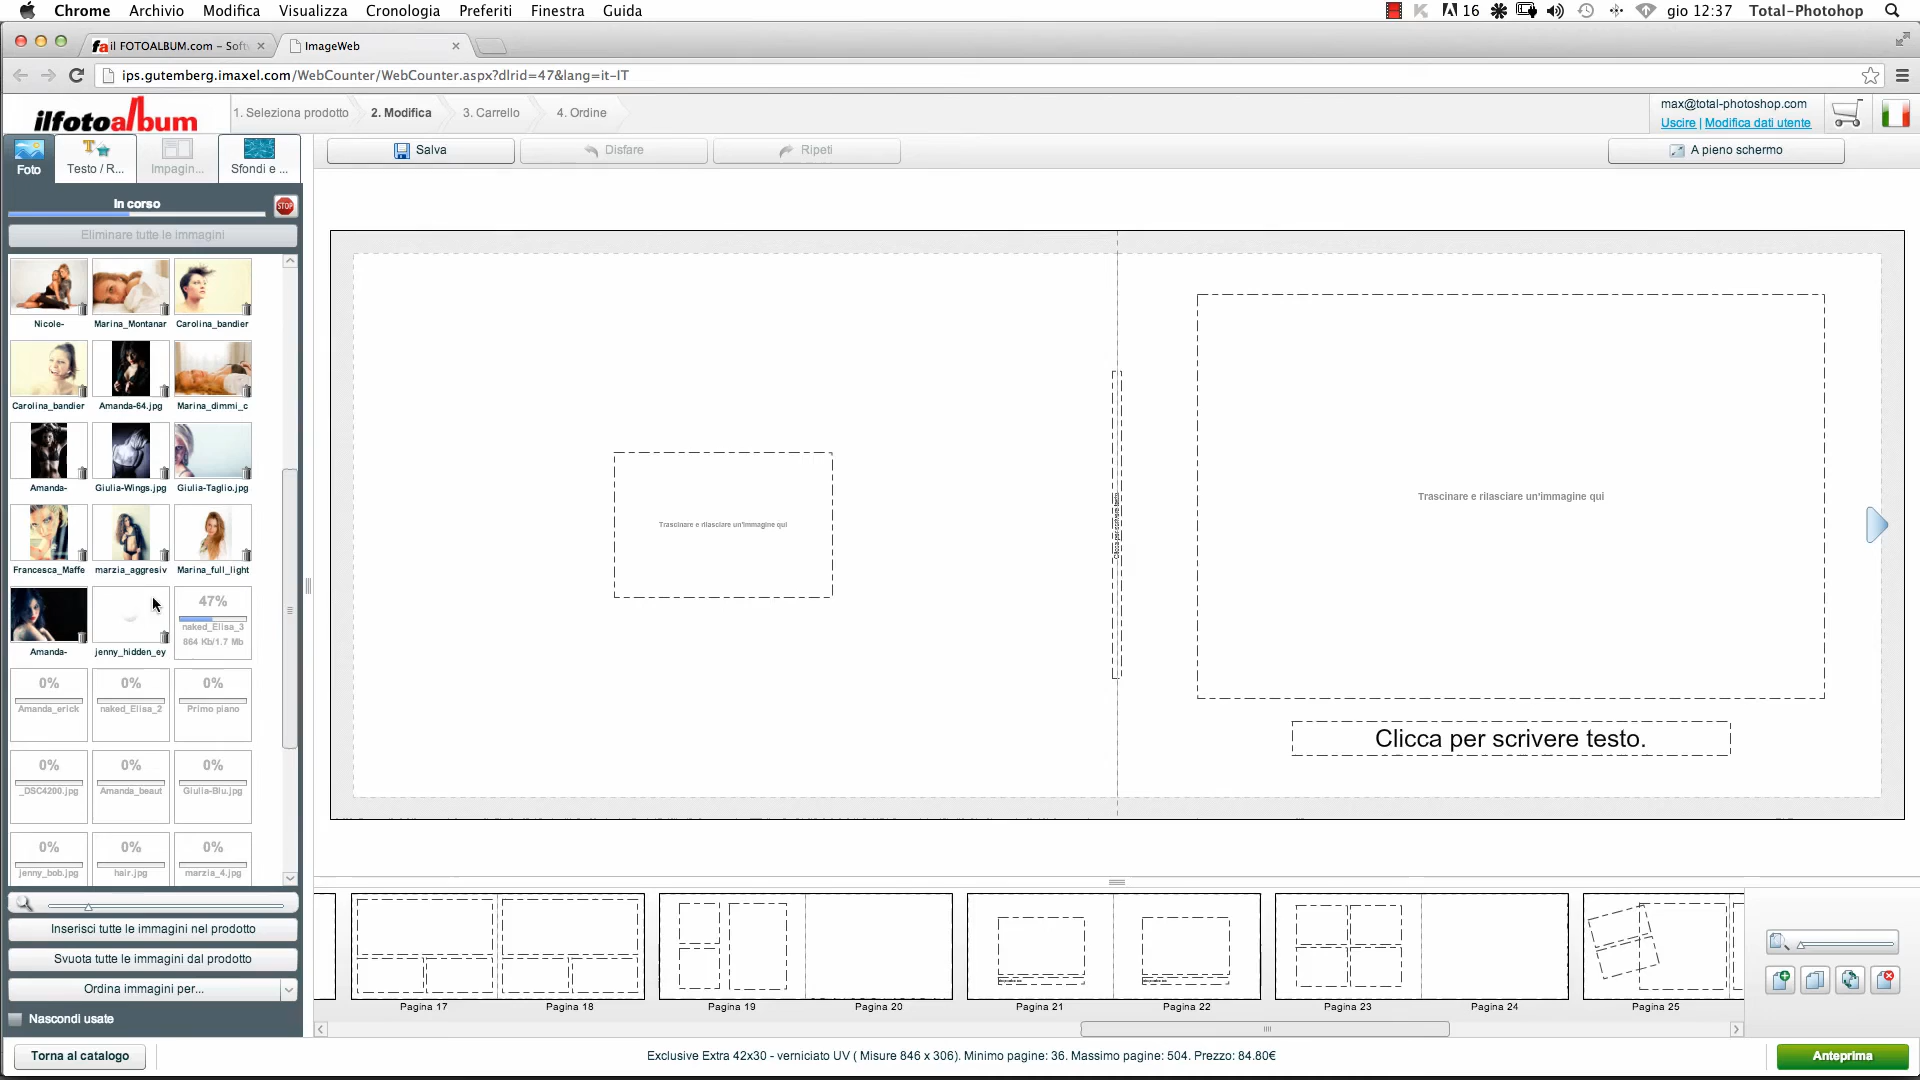 Chrome Archivio Modifica Visualizza Cronologia Preferiti Finestra Guida 16 gio 12:37 Total-Photohop
fa il FOTOALBUM.com – Soft ImageWeb
ips.gutemberg.imaxel.com/WebCounter/WebCounter.aspx?dlrid=47&lang=it-IT
ilfotoalbum 1. Seleziona prodotto 2. Modifica 3. Carrello 4. Ordine
max@total-photoshop.com
Uscire | Modifica dati utente
Foto Testo / R... Impagin... Sfondi e ...
Salva Disfare Ripeti A pieno schermo
In corso STOP
Eliminare tutte le immagini
Nicole- Marina_Montanar Carolina_bandier
Carolina_bandier Amanda-64.jpg Marina_dimmi_c
Amanda- Giulia-Wings.jpg Giulia-Taglio.jpg
Francesca_Maffe marzia_aggresiv Marina_full_light
47%
naked_Elisa_3
864 Kb/1.7 Mb
Amanda- jenny_hidden_ey
0% 0% 0%
Amanda_erick naked_Elisa_2 Primo piano
0% 0% 0%
_DSC4200.jpg Amanda_beaut Giulia-Blu.jpg
0% 0% 0%
jenny_bob.jpg hair.jpg marzia_4.jpg
Inserisci tutte le immagini nel prodotto
Svuota tutte le immagini dal prodotto
Ordina immagini per...
Nascondi usate
Trascinare e rilasciare un'immagine qui
Clicca per scrivere testo.
Trascinare e rilasciare un'immagine qui
Clicca per scrivere testo.
Pagina 17 Pagina 18 Pagina 19 Pagina 20 Pagina 21 Pagina 22 Pagina 23 Pagina 24 Pagina 25
Torna al catalogo
Exclusive Extra 42x30 - verniciato UV ( Misure 846 x 306). Minimo pagine: 36. Massimo pagine: 504. Prezzo: 84.80€
Anteprima